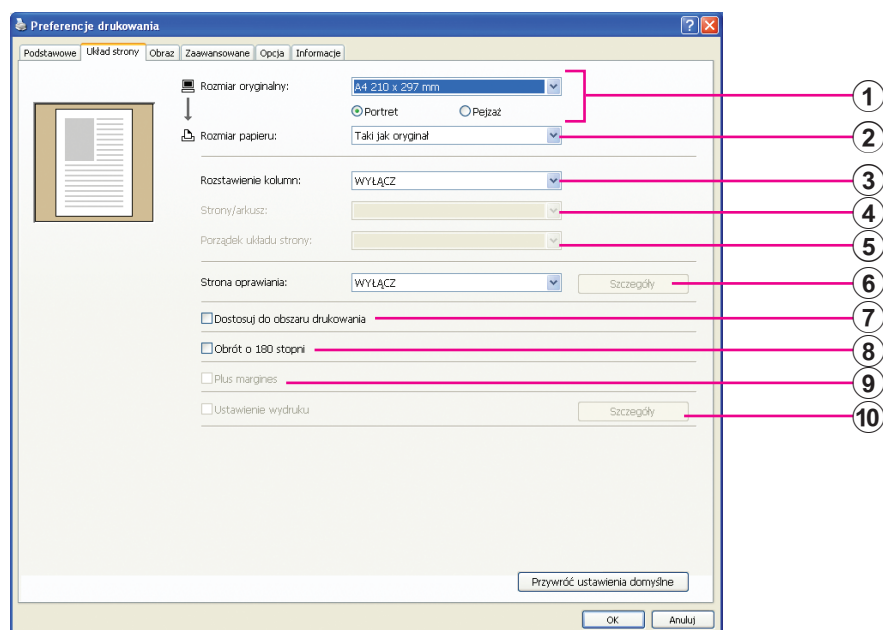 Preferencje drukowania
Podstawowe Układ strony Obraz Zaawansowane Opcja Informacje
Rozmiar oryginalny: A4 210 x 297 mm
1
Portret Pejzaż
Rozmiar papieru: Taki jak oryginał
2
Rozstawienie kolumn: WYŁĄCZ
3
Strony/arkusz:
4
Porządek układu strony:
5
Strona oprawiania: WYŁĄCZ Szczegóły
6
Dostosuj do obszaru drukowania
7
Obrót o 180 stopni
8
Plus margines
9
Ustawienie wydruku Szczegóły
10
Przywróć ustawienia domyślne
OK Anuluj